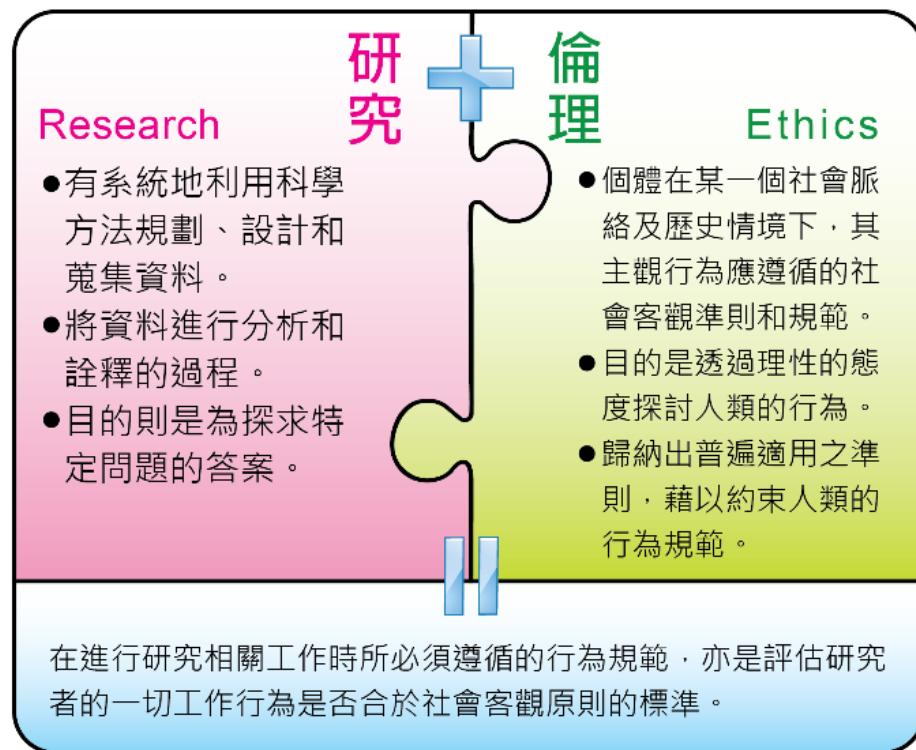 研究
Research
●有系統地利用科學
方法規劃、設計和
蒐集資料。
●將資料進行分析和
詮釋的過程。
●目的則是為探求特
定問題的答案。
倫理
Ethics
●個體在某一個社會脈
絡及歷史情境下,其
主觀行為應遵循的社
會客觀準則和規範。
●目的是透過理性的態
度探討人類的行為。
●歸納出普遍適用之準
則,藉以約束人類的
行為規範。
在進行研究相關工作時所必須遵循的行為規範,亦是評估研究
者的一切工作行為是否合於社會客觀原則的標準。